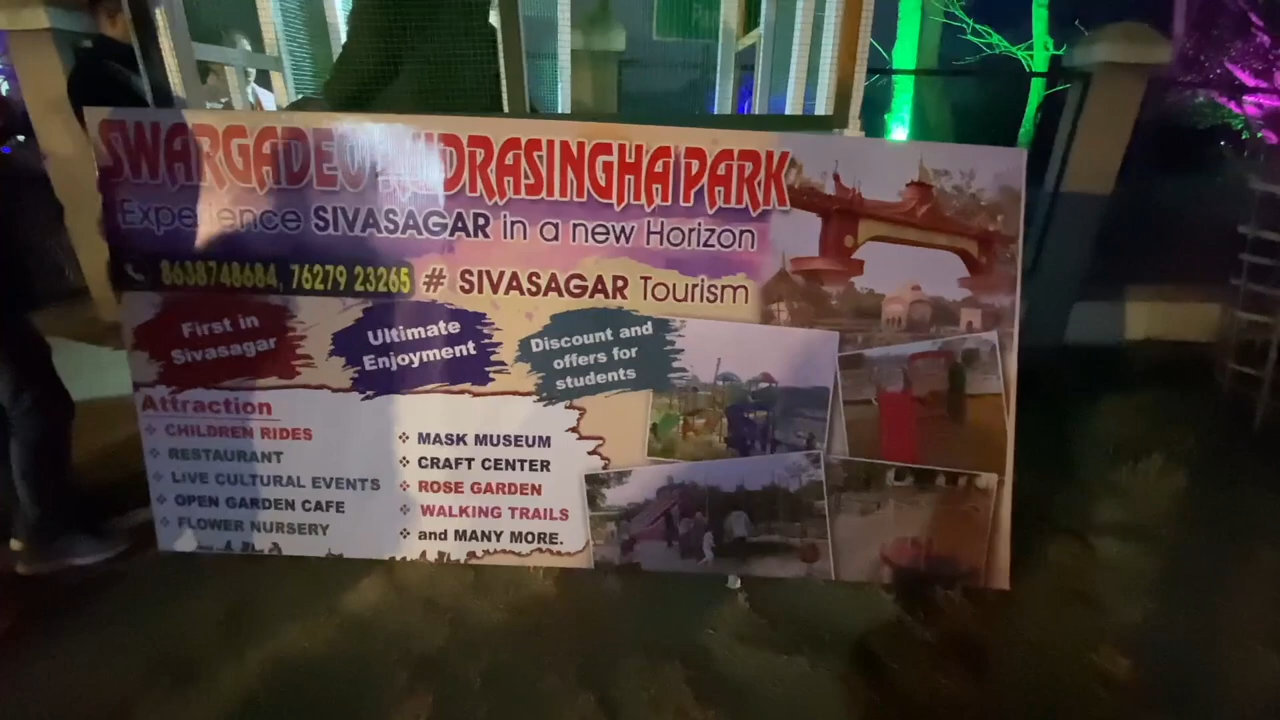 SWARGADEO RUDRASINGHA PARK
Experience SIVASAGAR in a new Horizon
8638748684, 76279 23265 # SIVASAGAR Tourism
First in
Sivasagar
Ultimate
Enjoyment
Discount and
offers for
students
Attraction
CHILDREN RIDES
RESTAURANT
LIVE CULTURAL EVENTS
OPEN GARDEN CAFE
FLOWER NURSERY
MASK MUSEUM
CRAFT CENTER
ROSE GARDEN
WALKING TRAILS
and MANY MORE.